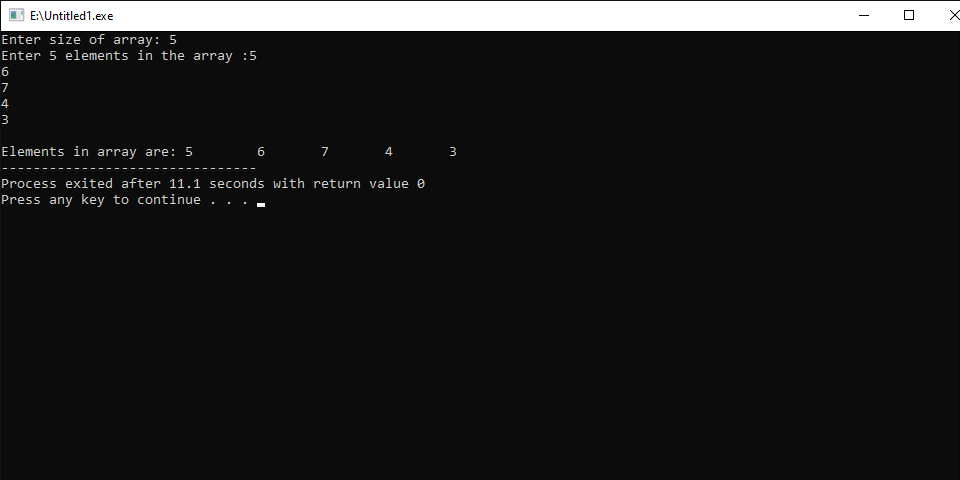 E:\Untitled1.exe
Enter size of array: 5
Enter 5 elements in the array :5
6
7
4
3
Elements in array are: 5        6       7       4       3
--------------------------------
Process exited after 11.1 seconds with return value 0
Press any key to continue . . .